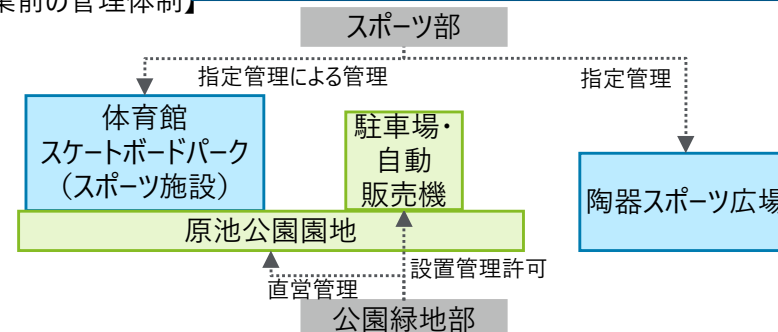 業前の管理体制】
スポーツ部
指定管理による管理
指定管理
体育館
スケートボードパーク
（スポーツ施設）
駐車場・
自動
販売機
陶器スポーツ広場
原池公園園地
設置管理許可
直営管理
公園緑地部